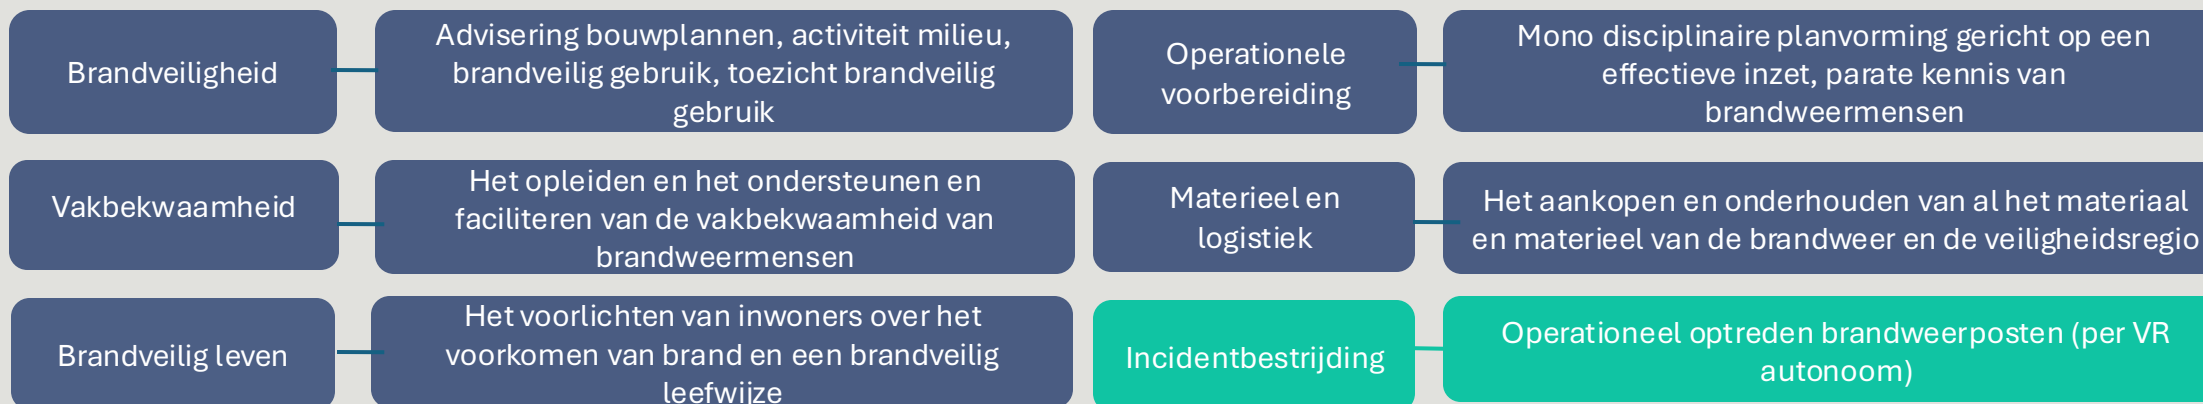 Brandveiligheid
Advisering bouwplannen, activiteit milieu,
brandveilig gebruik, toezicht brandveilig
gebruik
Operationele
voorbereiding
Mono disciplinaire planvorming gericht op een
effectieve inzet, parate kennis van
brandweermensen
Vakbekwaamheid
Het opleiden en het ondersteunen en
faciliteren van de vakbekwaamheid van
brandweermensen
Materieel en
logistiek
Het aankopen en onderhouden van al het materiaal
en materieel van de brandweer en de veiligheidsregio
Brandveilig leven
Het voorlichten van inwoners over het
voorkomen van brand en een brandveilig
leefwijze
Incidentbestrijding
Operationeel optreden brandweerposten (per VR
autonoom)